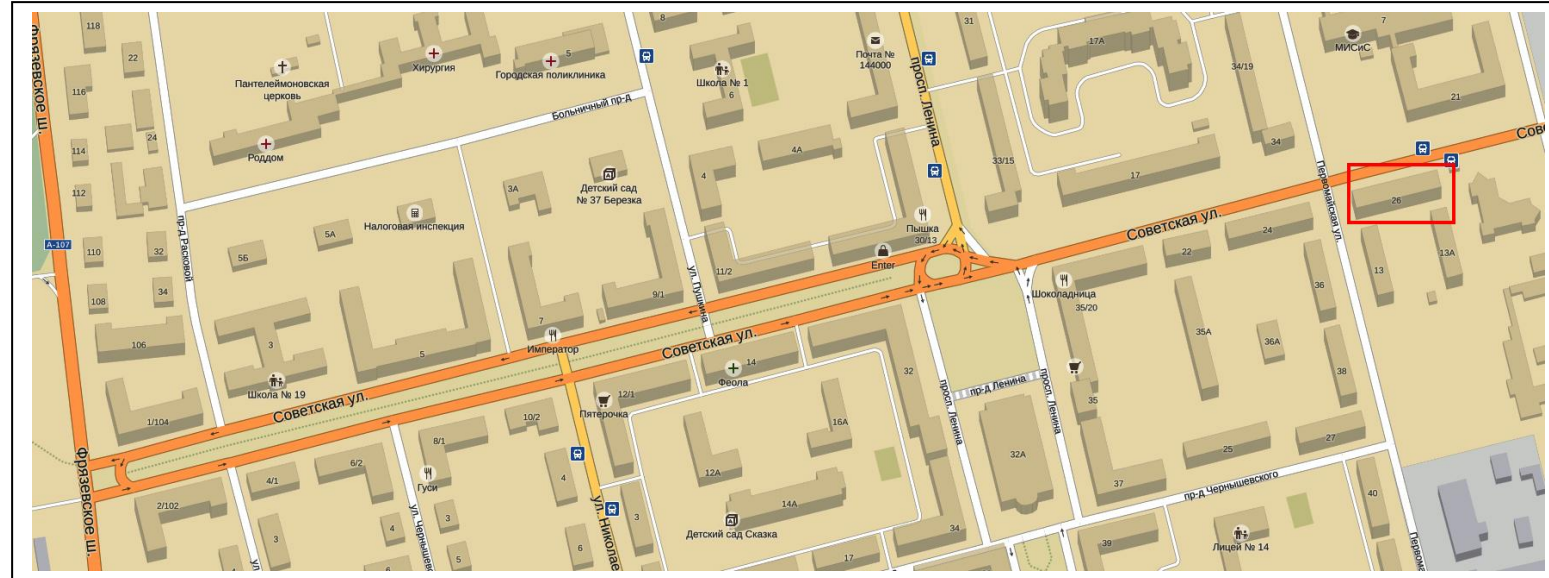 118
22
8
31
7
17А
МИСиС
Хирургия
5
Городская поликлиника
Почта №
144000
Пантелеймоновская
церковь
Школа № 1
6
34/19
116
21
Фрязевское ш.
Больничный пр-д
просп. Ленина
24
114
Роддом
4А
34
Советская ул.
33/15
17
112
3А
Детский сад
№ 37 Березка
4
Первомайская ул.
26
пр-д Расковой
Налоговая инспекция
5А
Пышка
30/13
А-107
110
32
5Б
Enter
22
24
13А
11/2
13
ул. Пушкина
108
34
9/1
Шоколадница
35/20
36
7
106
3
5
Император
Советская ул.
35А
36А
14
Феола
32
38
Школа № 19
пр-д Ленина
просп. Ленина
просп. Ленина
12/1
Пятерочка
35
Советская ул.
1/104
10/2
16А
8/1
25
27
6/2
32А
4/1
Гуси
4
12А
37
пр-д Чернышевского
Фрязевское ш.
2/102
14А
40
3
3
4
3
Детский сад Сказка
34
39
Лицей № 14
5
6
17